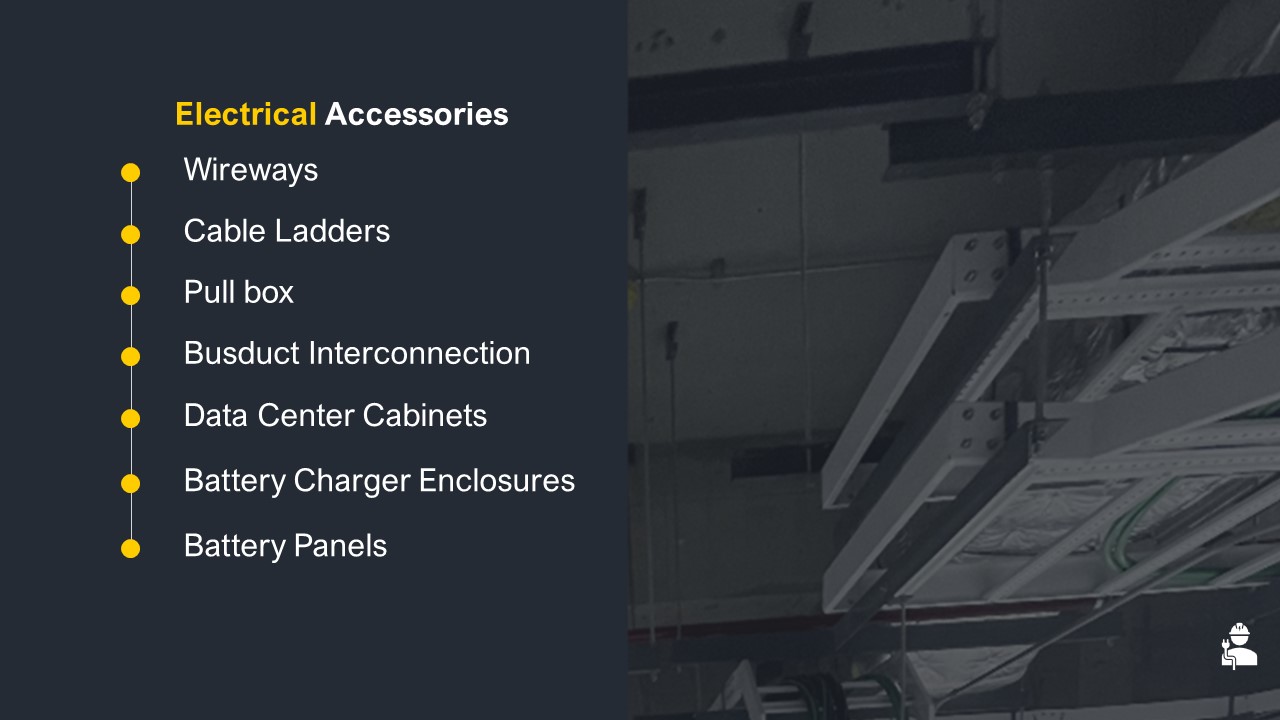 Electrical Accessories
Wireways
Cable Ladders
Pull box
Busduct Interconnection
Data Center Cabinets
Battery Charger Enclosures
Battery Panels